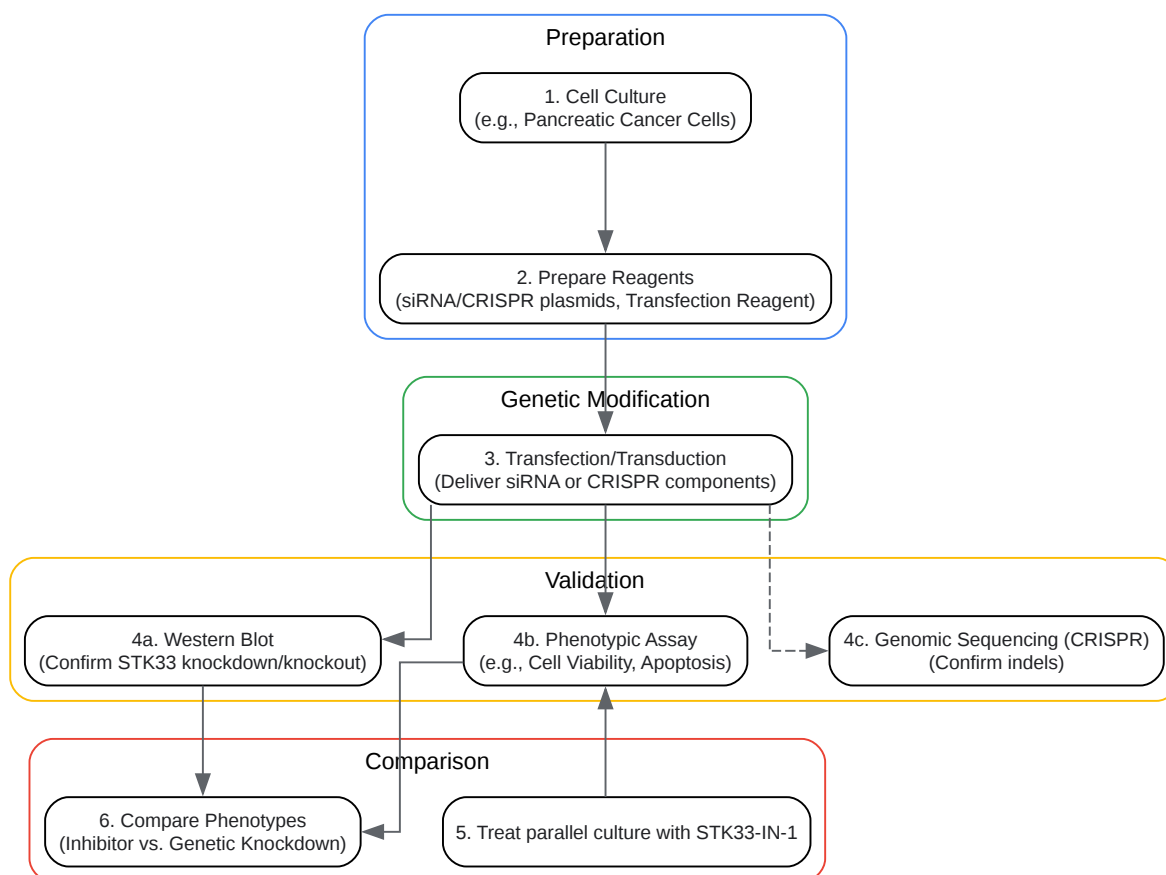 Preparation
1. Cell Culture
(e.g., Pancreatic Cancer Cells)
2. Prepare Reagents
(siRNA/CRISPR plasmids, Transfection Reagent)
Genetic Modification
3. Transfection/Transduction
(Deliver siRNA or CRISPR components)
Validation
4a. Western Blot
(Confirm STK33 knockdown/knockout)
4b. Phenotypic Assay
(e.g., Cell Viability, Apoptosis)
4c. Genomic Sequencing (CRISPR)
(Confirm indels)
Comparison
6. Compare Phenotypes
(Inhibitor vs. Genetic Knockdown)
5. Treat parallel culture with STK33-IN-1